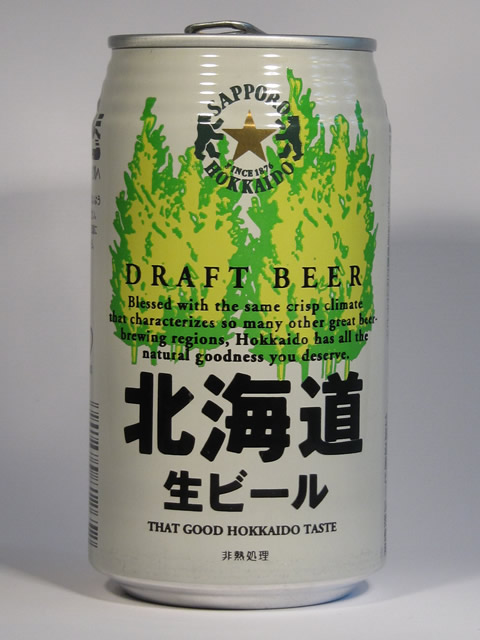 SAPPORO
SINCE 1876
HOKKAIDO
DRAFT BEER
Blessed with the same crisp climate
that characterizes so many other great beer-
brewing regions, Hokkaido has all the
natural goodness you deserve.
北海道
生ビール
THAT GOOD HOKKAIDO TASTE
非熱処理